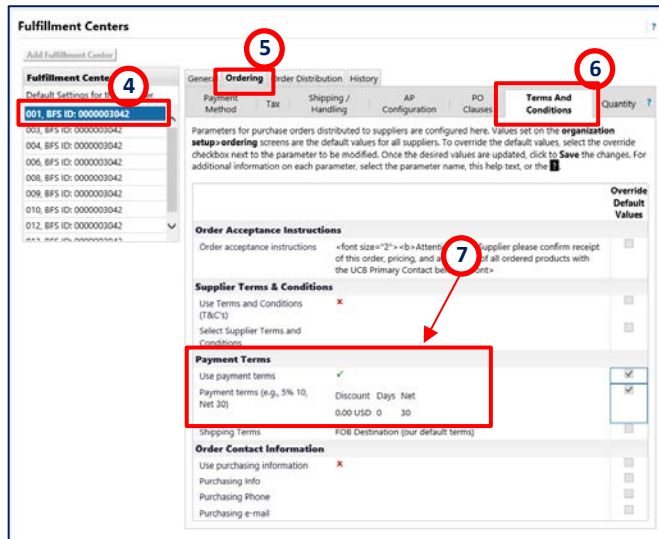 Fulfillment Centers
?
Add Fulfillment Center
5
6
4
7
Fulfillment Cente
Default Settings for th
001, BFS ID: 0000003042
003, BFS ID: 0000003042
004, BFS ID: 0000003042
006, BFS ID: 0000003042
008, BFS ID: 0000003042
009, BFS ID: 0000003042
010, BFS ID: 0000003042
012, BFS ID: 0000003042
General Ordering Order Distribution History
Payment Method Tax Shipping / Handling AP Configuration PO Clauses Terms And Conditions Quantity ?
Parameters for purchase orders distributed to suppliers are configured here. Values set on the organization
setup>ordering screens are the default values for all suppliers. To override the default values, select the override
checkbox next to the parameter to be modified. Once the desired values are updated, click to Save the changes. For
additional information on each parameter, select the parameter name, this help text, or the ?.
Override
Default
Values
Order Acceptance Instructions
Order acceptance instructions <font size="2"><b>Attenti Supplier please confirm receipt
of this order, pricing, and a of all ordered products with
the UCB Primary Contact be ont>
Supplier Terms & Conditions
Use Terms and Conditions
(T&C's)
Select Supplier Terms and
Conditions
Payment Terms
Use payment terms
Payment terms (e.g., 5% 10, Discount Days Net
Net 30)
0.00 USD 0 30
Shipping Terms FOB Destination (our default terms)
Order Contact Information
Use purchasing information
Purchasing Info
Purchasing Phone
Purchasing e-mail